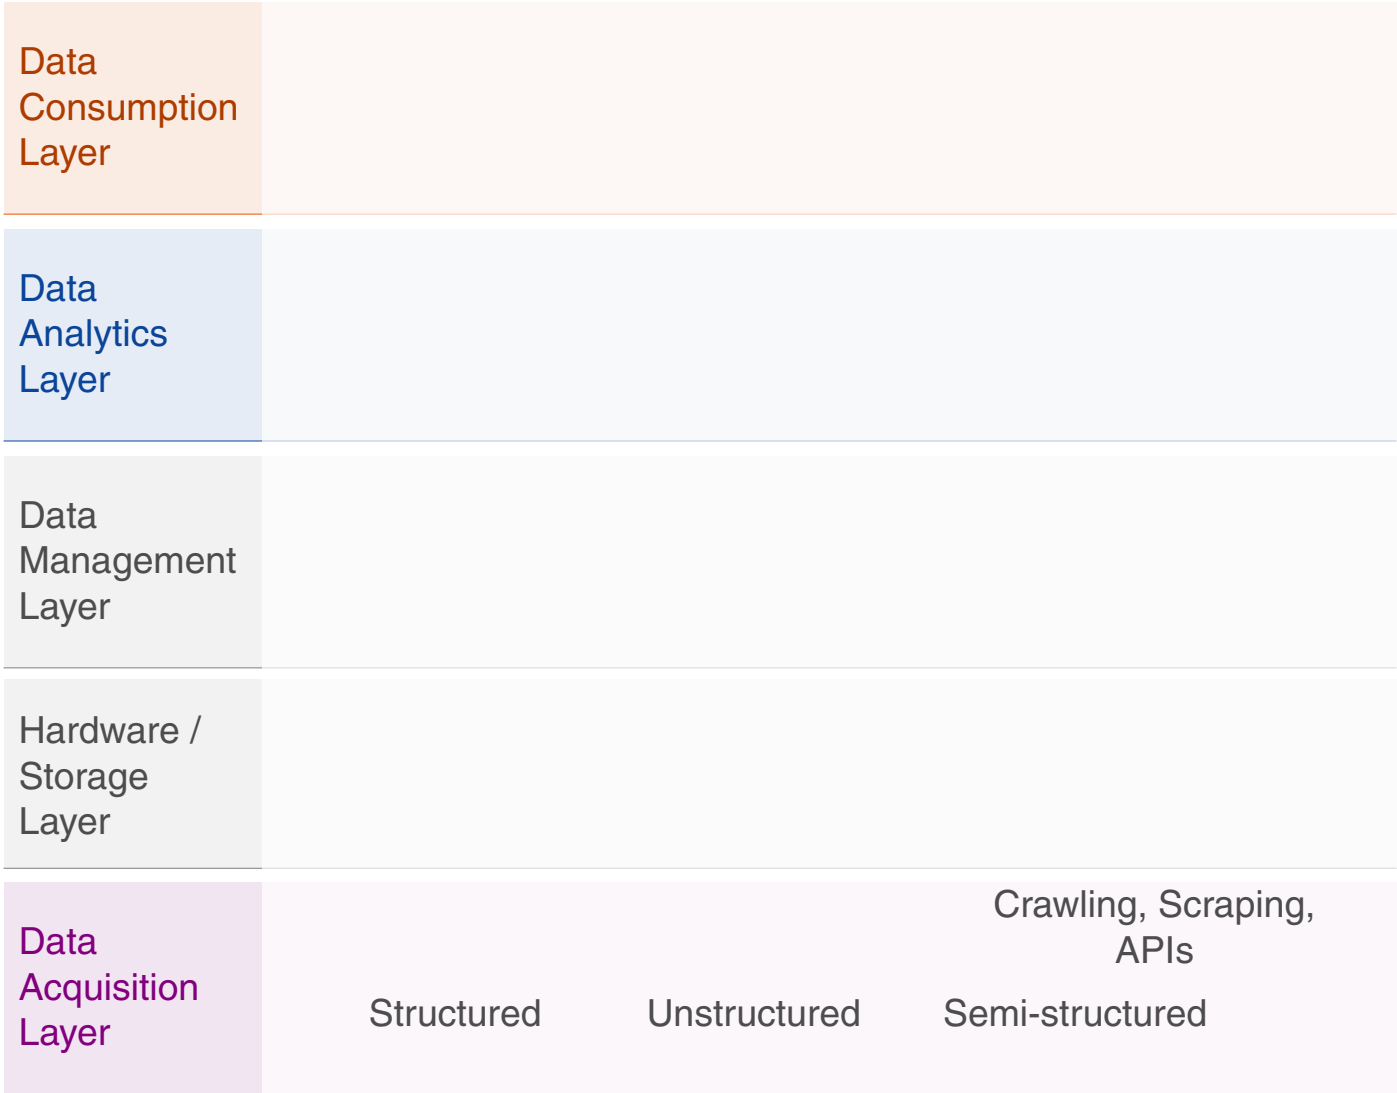 Data
Consumption
Layer
Data
Analytics
Layer
Data
Management
Layer
Hardware /
Storage
Layer
Data
Acquisition
Layer
Crawling, Scraping,
APIs
Structured
Unstructured
Semi-structured